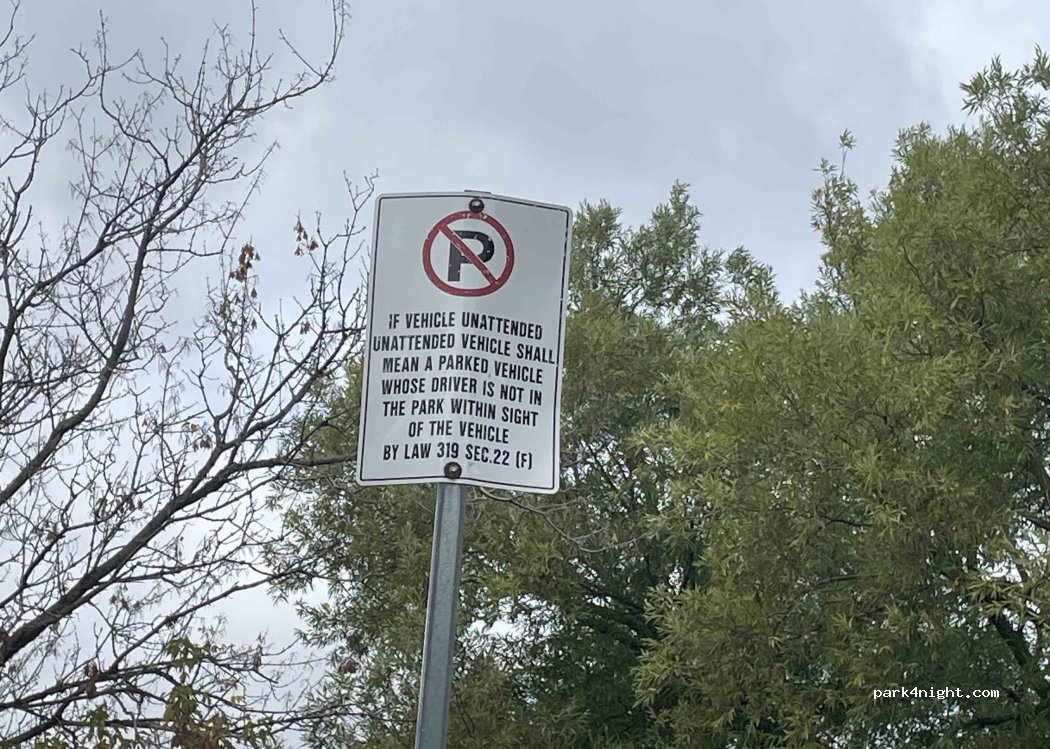 P
IF VEHICLE UNATTENDED
UNATTENDED VEHICLE SHALL
MEAN A PARKED VEHICLE
WHOSE DRIVER IS NOT IN
THE PARK WITHIN SIGHT
OF THE VEHICLE
BY LAW 319 SEC.22 (F)
park4night.com